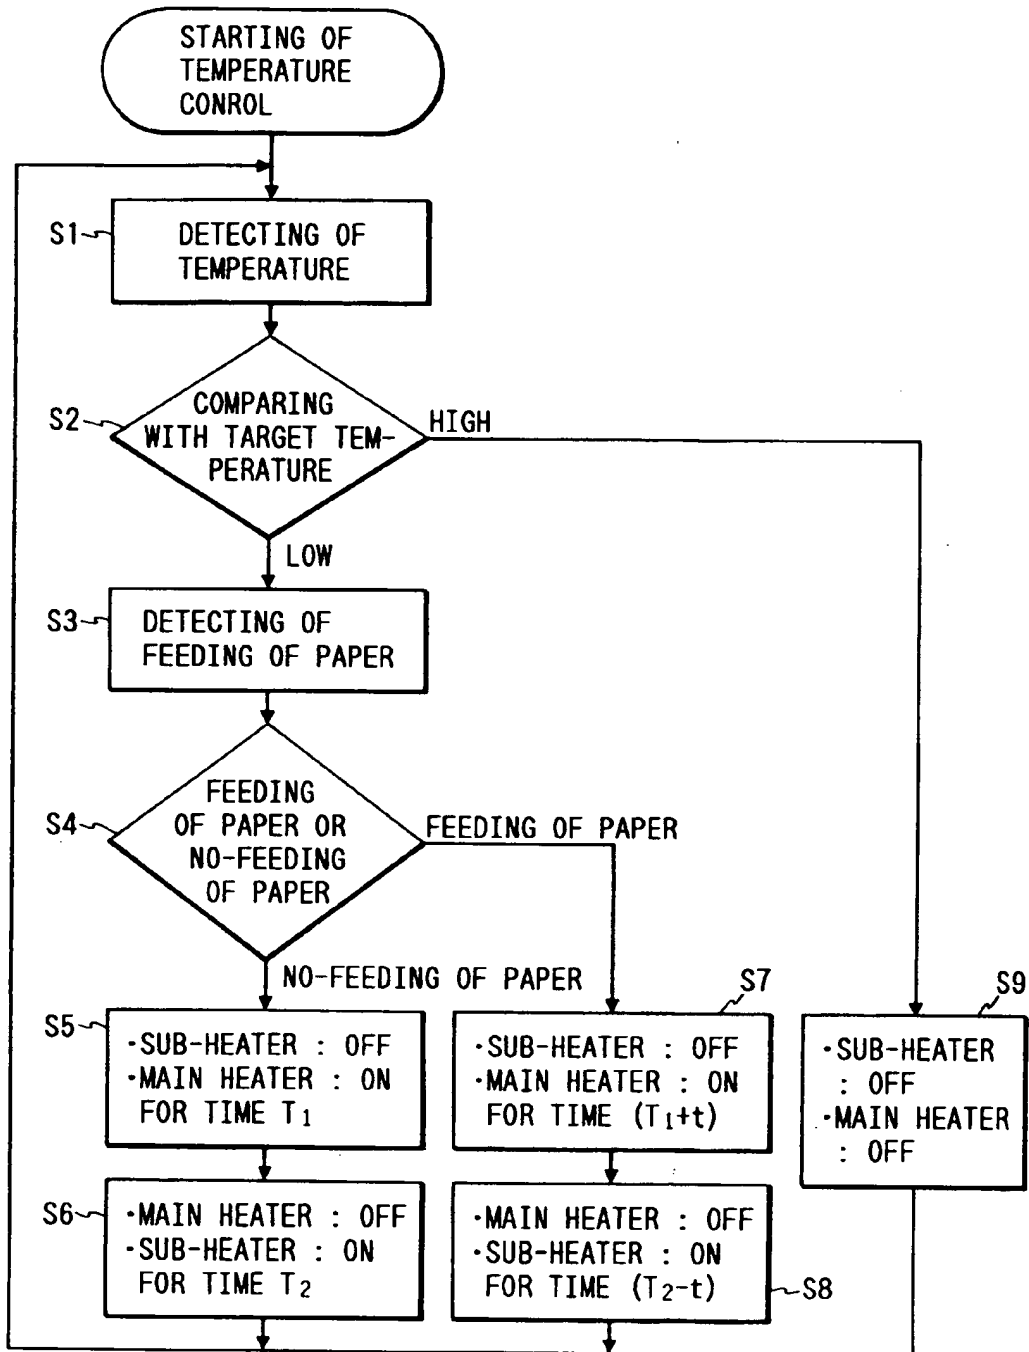 STARTING OF
TEMPERATURE
CONROL
S1
DETECTING OF
TEMPERATURE
S2
COMPARING
WITH TARGET TEM-
PERATURE
HIGH
LOW
S3
DETECTING OF
FEEDING OF PAPER
S4
FEEDING
OF PAPER OR
NO-FEEDING
OF PAPER
FEEDING OF PAPER
NO-FEEDING OF PAPER
S5
·SUB-HEATER : OFF
·MAIN HEATER : ON
FOR TIME T1
S6
·MAIN HEATER : OFF
·SUB-HEATER : ON
FOR TIME T2
S7
·SUB-HEATER : OFF
·MAIN HEATER : ON
FOR TIME (T1+t)
·MAIN HEATER : OFF
·SUB-HEATER : ON
FOR TIME (T2-t)
S8
S9
·SUB-HEATER
: OFF
·MAIN HEATER
: OFF